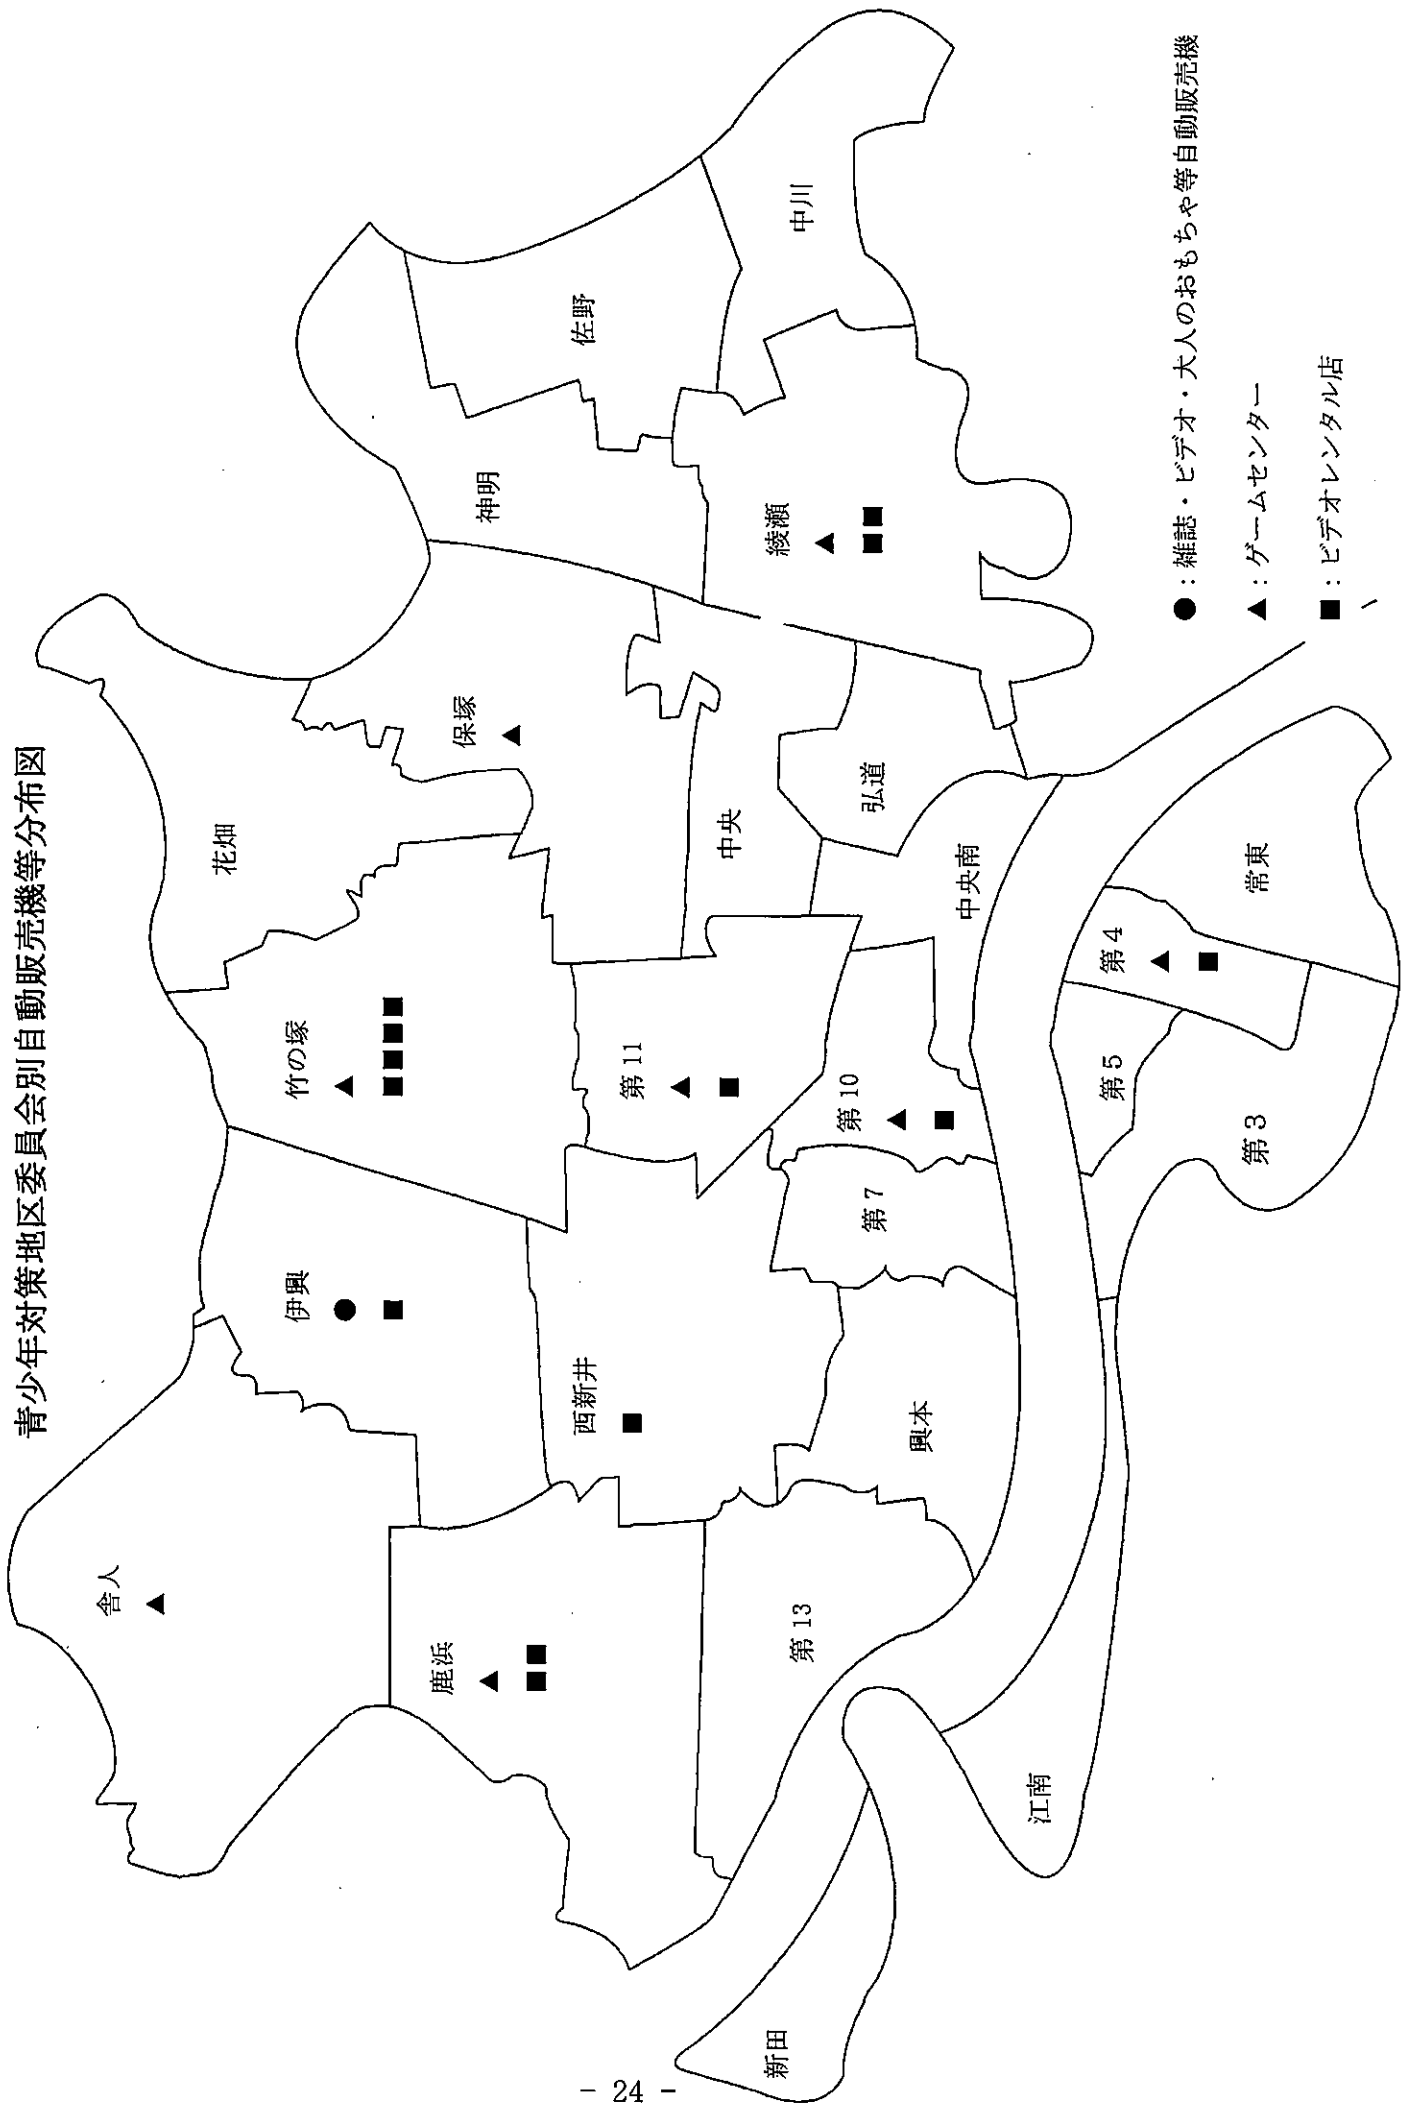 青少年対策地区委員会別自動販売機等分布図
舎人
▲
鹿浜
▲
■■
伊興
●
■
竹の塚
▲
■■■■
花畑
保塚
▲
神明
佐野
中川
綾瀬
▲
■■
西新井
■
第11
▲
■
中央
弘道
中央南
第10
▲
■
第7
興本
第13
新田
江南
第3
第5
第4
▲
■
常東
●：雑誌・ビデオ・大人のおもちゃ等自動販売機
▲：ゲームセンター
■：ビデオレンタル店
- 24 -